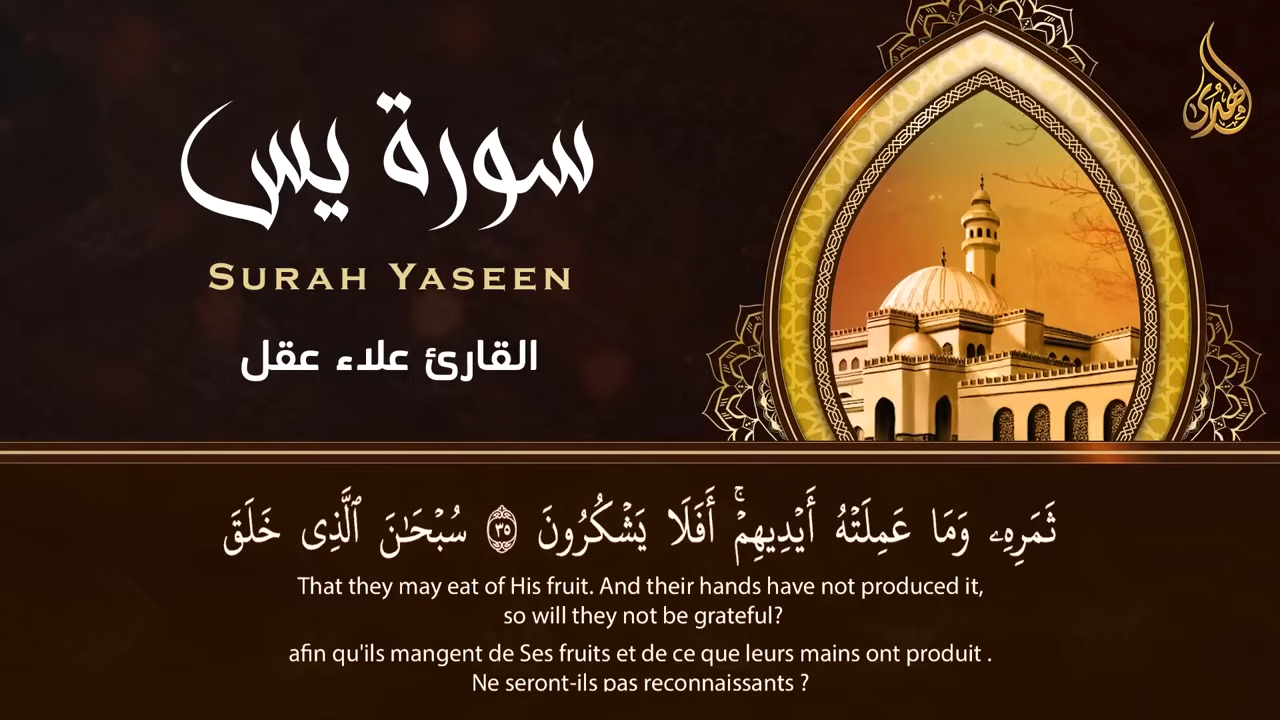 سورة يس
SURAH YASEEN
القارئ علاء عقل
الهدى
ثَمَرِهِۦ وَمَا عَمِلَتْهُ أَيْدِيهِمْ ۚ أَفَلَا يَشْكُرُونَ ٣٥ سُبْحَـٰنَ ٱلَّذِى خَلَقَ
That they may eat of His fruit. And their hands have not produced it,
so will they not be grateful?
afin qu'ils mangent de Ses fruits et de ce que leurs mains ont produit .
Ne seront-ils pas reconnaissants ?